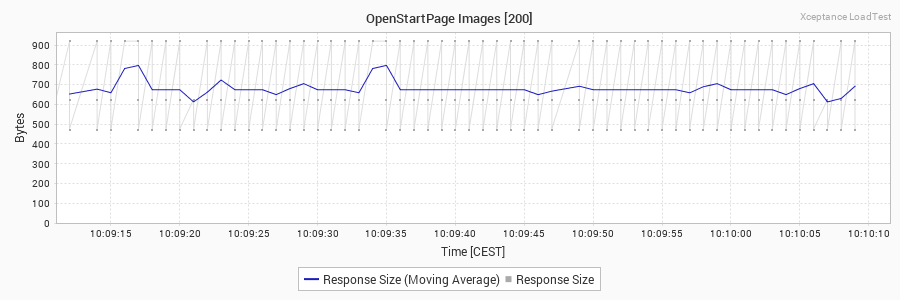 OpenStartPage Images [200]
Xceptance LoadTest
900
800
700
600
500
400
300
200
100
0
Bytes
10:09:15 10:09:20 10:09:25 10:09:30 10:09:35 10:09:40 10:09:45 10:09:50 10:09:55 10:10:00 10:10:05 10:10:10
Time [CEST]
Response Size (Moving Average) Response Size